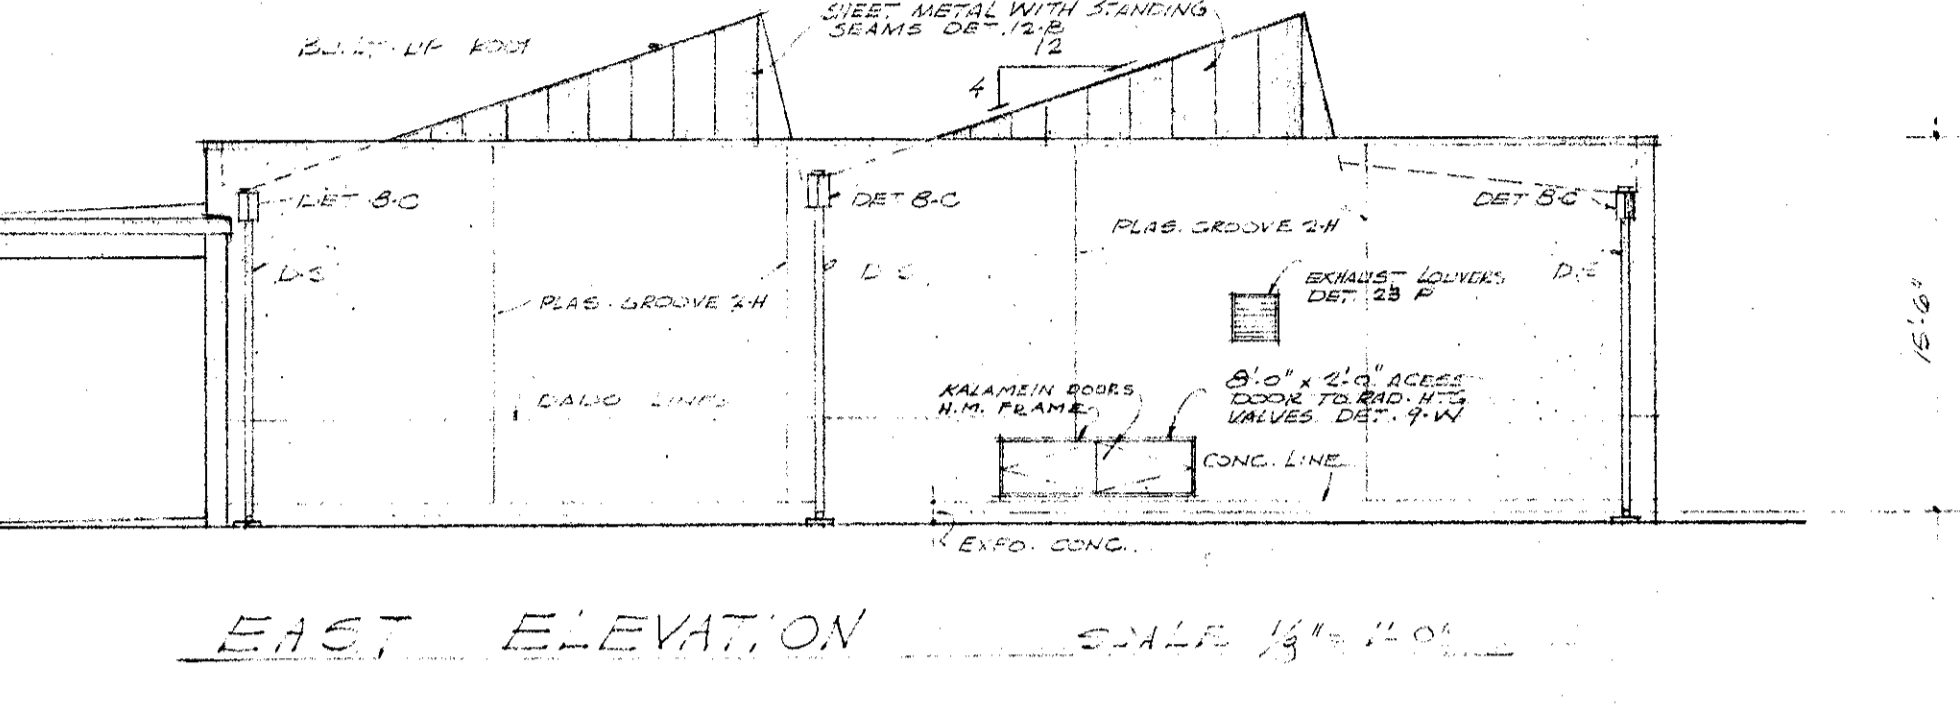 BUILT-UP ROOF
SHEET METAL WITH STANDING
SEAMS DET. 12-B
12
4
DET 8-C
DET 8-C
DET 8-C
PLAS. GROOVE 2-H
D.S
D.S
D.S
EXHAUST LOUVERS
DET. 23 P
PLAS. GROOVE 2-H
15'-6"
KALAMEIN DOORS
H.M. FRAME
8'-0" x 2'-0" ACCES
DOOR TO RAD. HTG
VALVES DET. 9-W
DADO LINES
CONC. LINE
EXPO. CONC.
EAST ELEVATION
SCALE 1/8" = 1'-0"